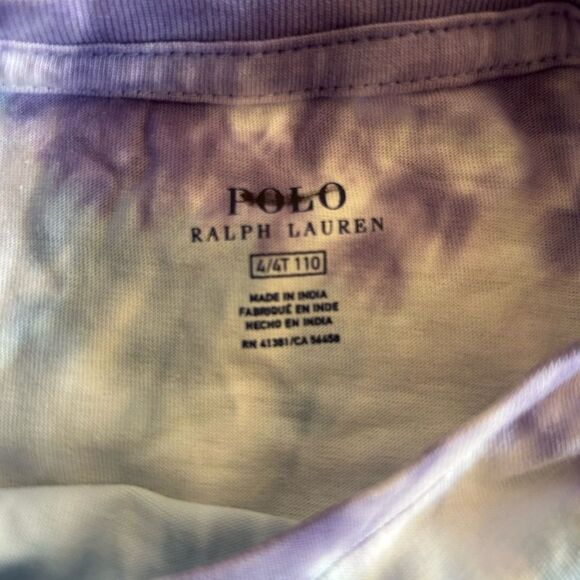 POLO
RALPH LAUREN
4/4T 110
MADE IN INDIA
FABRIQUÉ EN INDE
HECHO EN INDIA
RN 41381/CA 56658